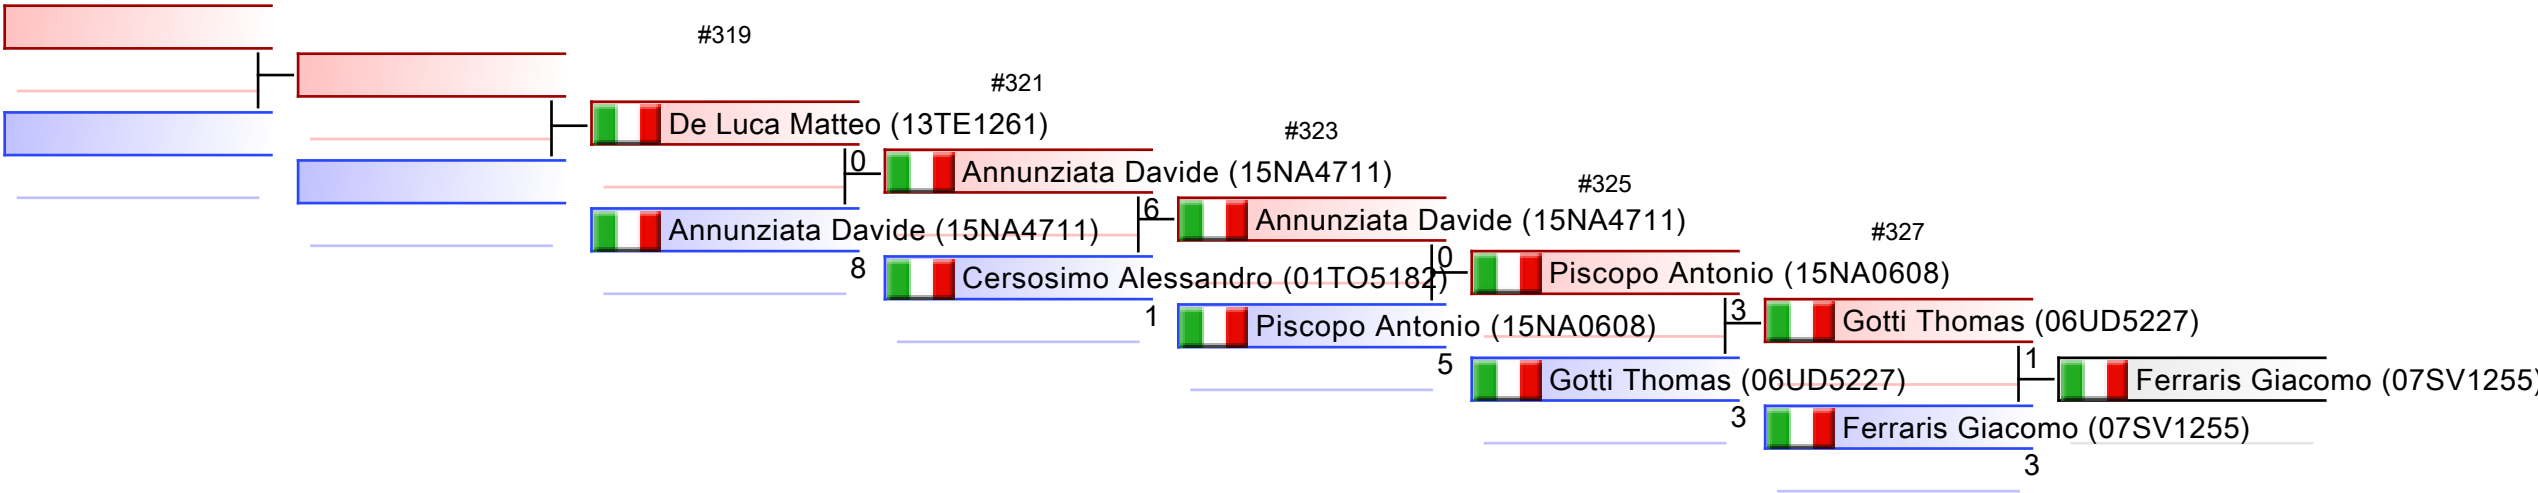 #319
#321
De Luca Matteo (13TE1261)
#323
0
Annunziata Davide (15NA4711)
#325
6
Annunziata Davide (15NA4711)
Annunziata Davide (15NA4711)
#327
8
Cersosimo Alessandro (01TO5182)
0
Piscopo Antonio (15NA0608)
1
Piscopo Antonio (15NA0608)
3
Gotti Thomas (06UD5227)
5
Gotti Thomas (06UD5227)
1
Ferraris Giacomo (07SV1255)
3
Ferraris Giacomo (07SV1255)
3